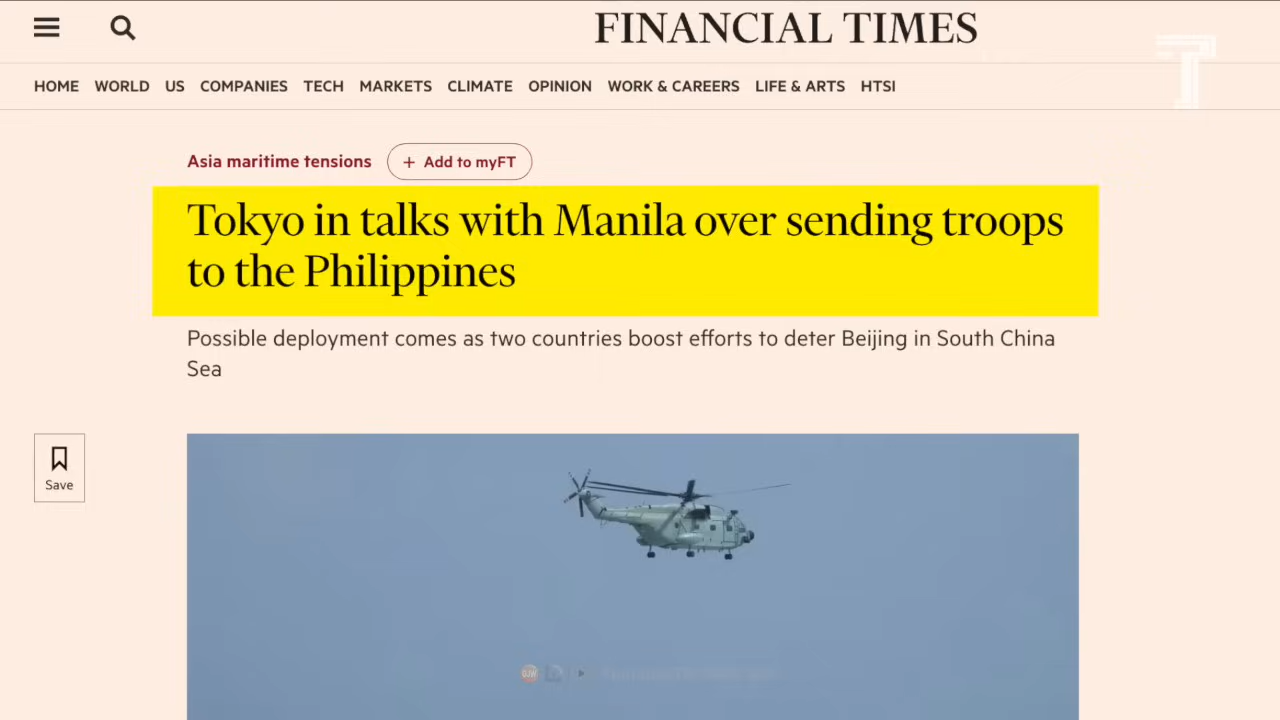 FINANCIAL TIMES
HOME WORLD US COMPANIES TECH MARKETS CLIMATE OPINION WORK & CAREERS LIFE & ARTS HTSI
Asia maritime tensions + Add to myFT
Tokyo in talks with Manila over sending troops
to the Philippines
Possible deployment comes as two countries boost efforts to deter Beijing in South China
Sea
Save